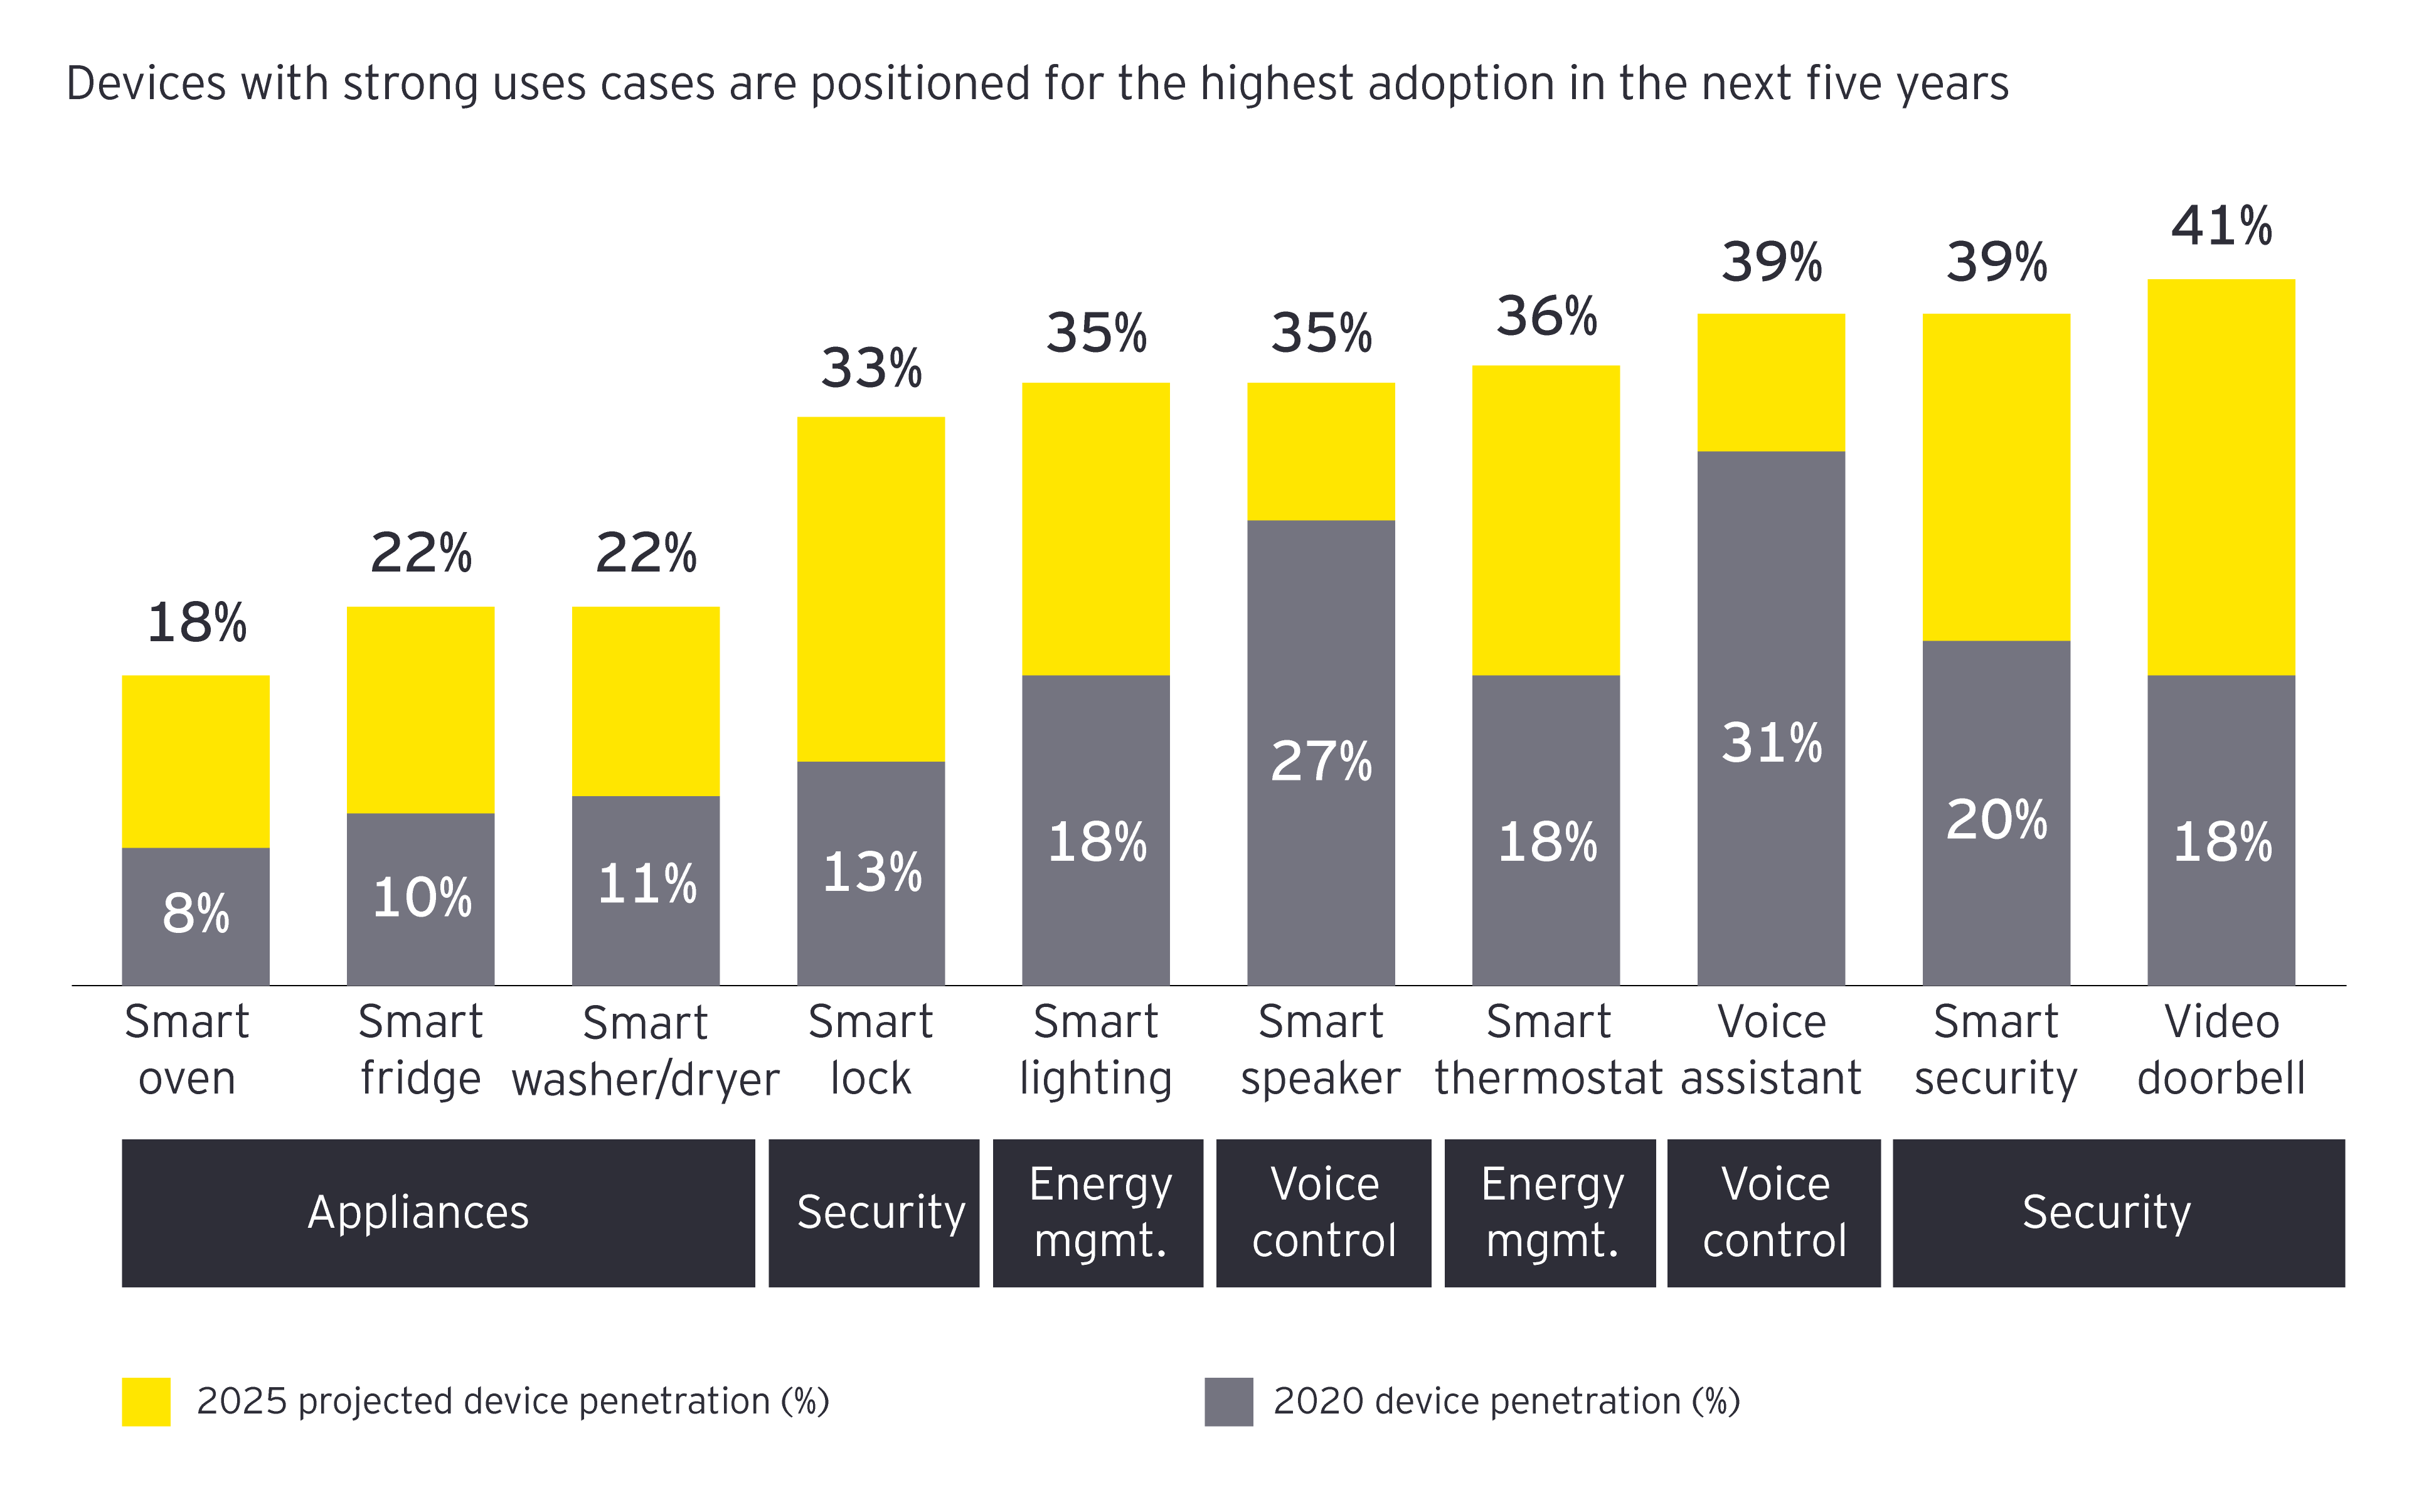 Devices with strong uses cases are positioned for the highest adoption in the next five years
18%
22%
22%
33%
35%
35%
36%
39%
39%
41%
8%
10%
11%
13%
18%
27%
18%
31%
20%
18%
Smart
oven
Smart
fridge
Smart
washer/dryer
Smart
lock
Smart
lighting
Smart
speaker
Smart
thermostat
Voice
assistant
Smart
security
Video
doorbell
Appliances
Security
Energy
mgmt.
Voice
control
Energy
mgmt.
Voice
control
Security
2025 projected device penetration (%)
2020 device penetration (%)